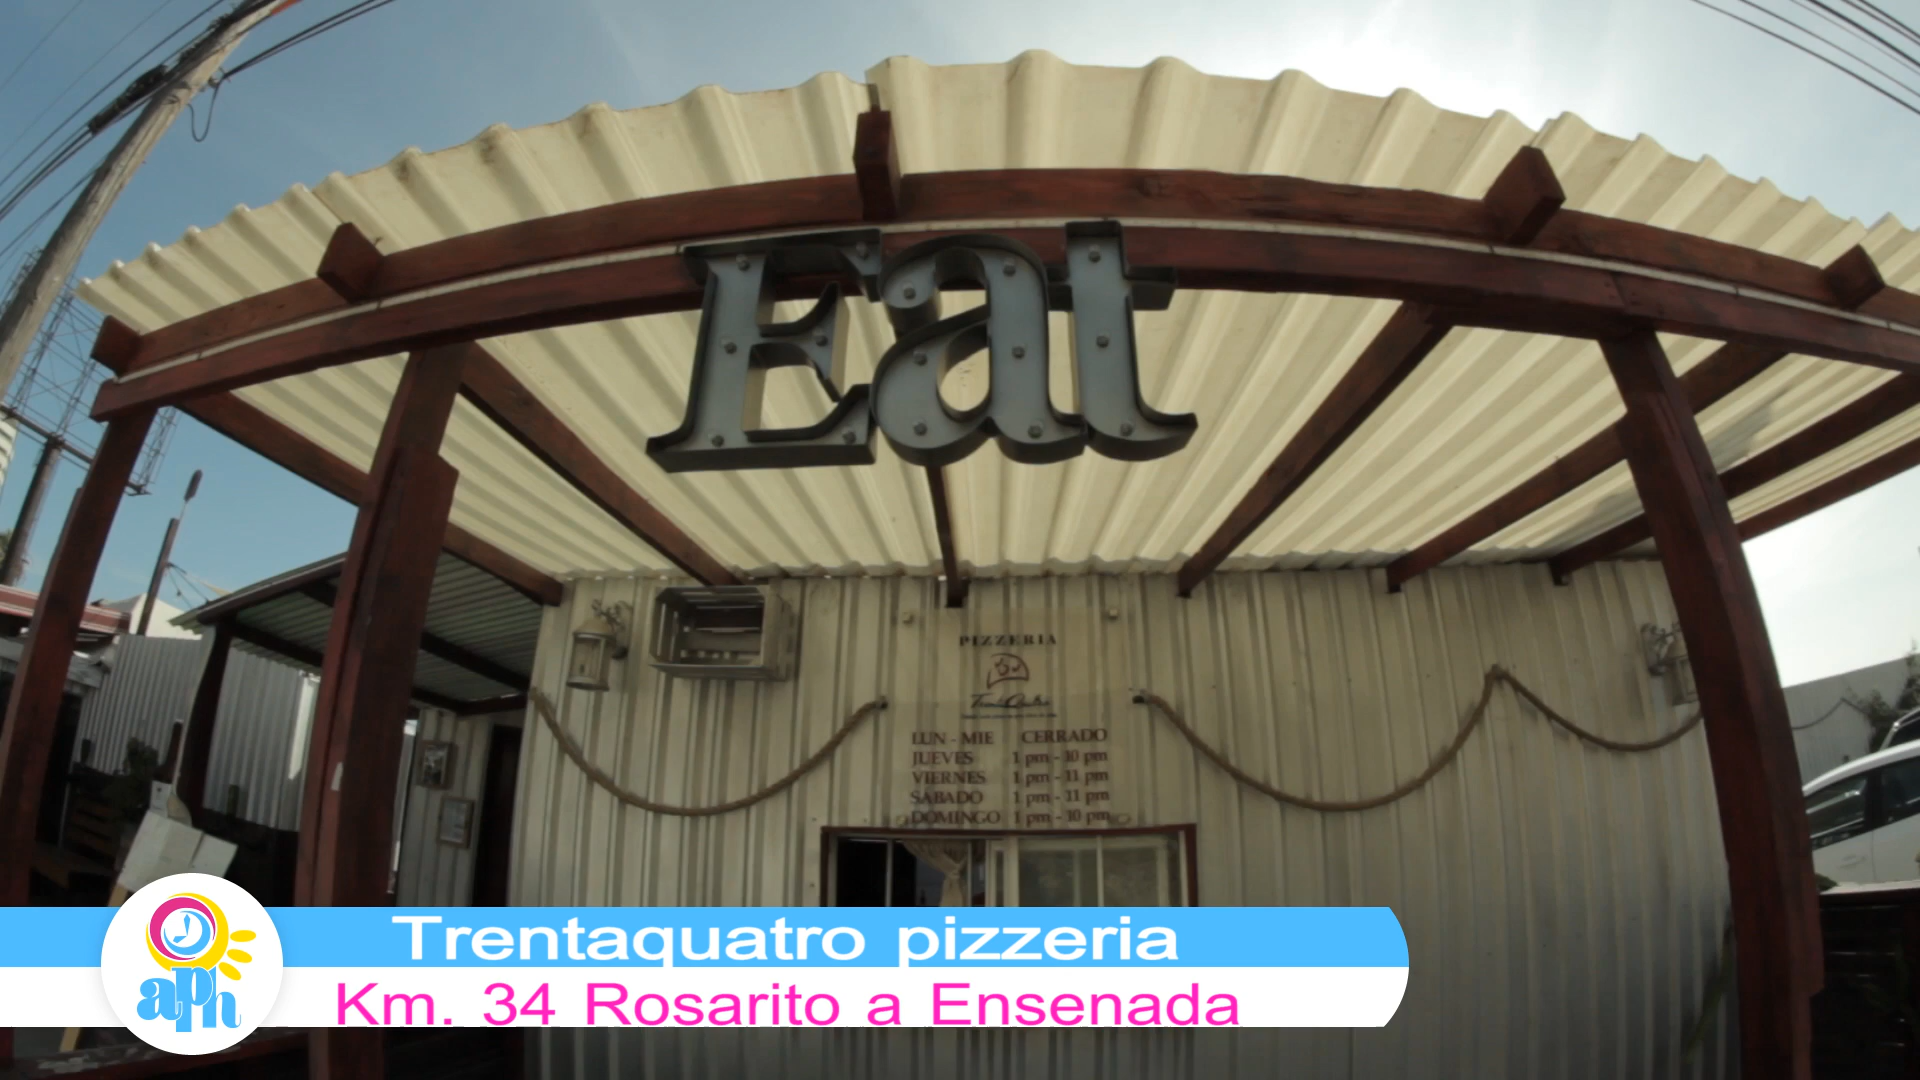 Eat
PIZZERIA
LUN - MIE CERRADO
JUEVES 1 pm - 10 pm
VIERNES 1 pm - 11 pm
SABADO 1 pm - 11 pm
DOMINGO 1 pm - 10 pm
Trentaquatro pizzeria
aph
Km. 34 Rosarito a Ensenada